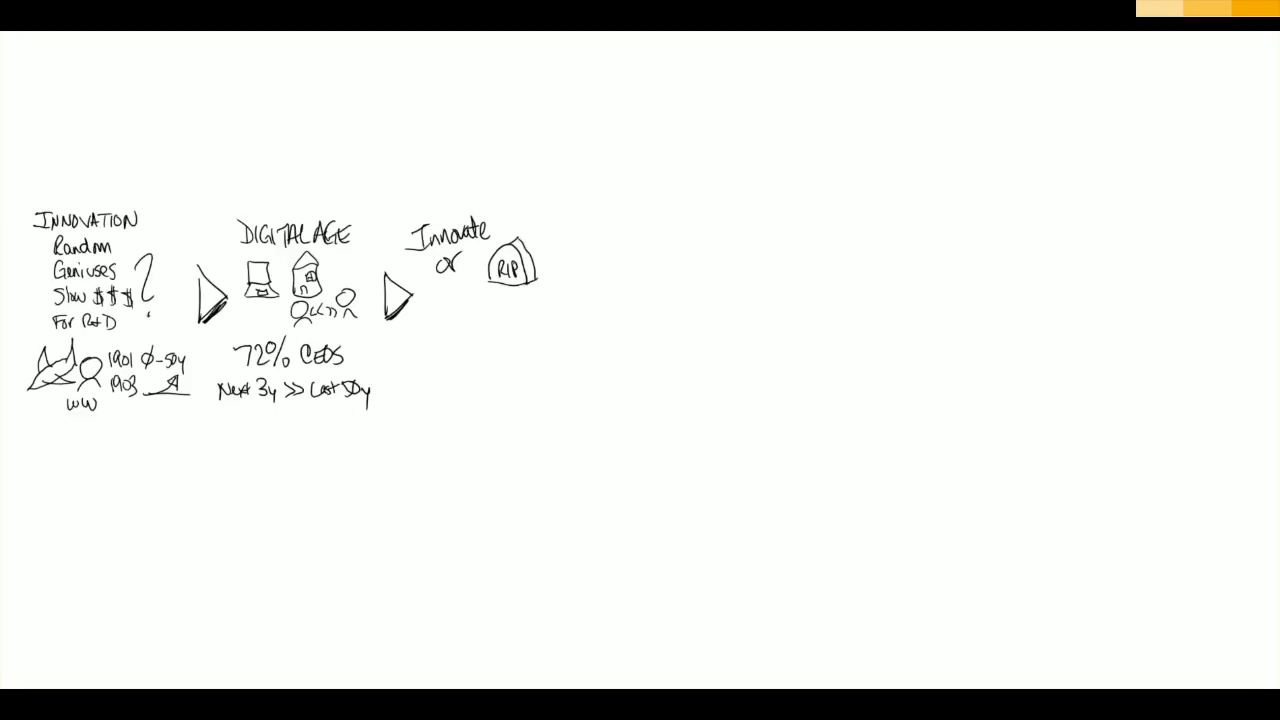 INNOVATION
Random
Geniuses
Slow $$$
For R+D
?
1901 Ø-50y
1903
WW
DIGITAL AGE
<< >>
72% CEOS
Next 3y >> Last 50y
Innovate
or
RIP